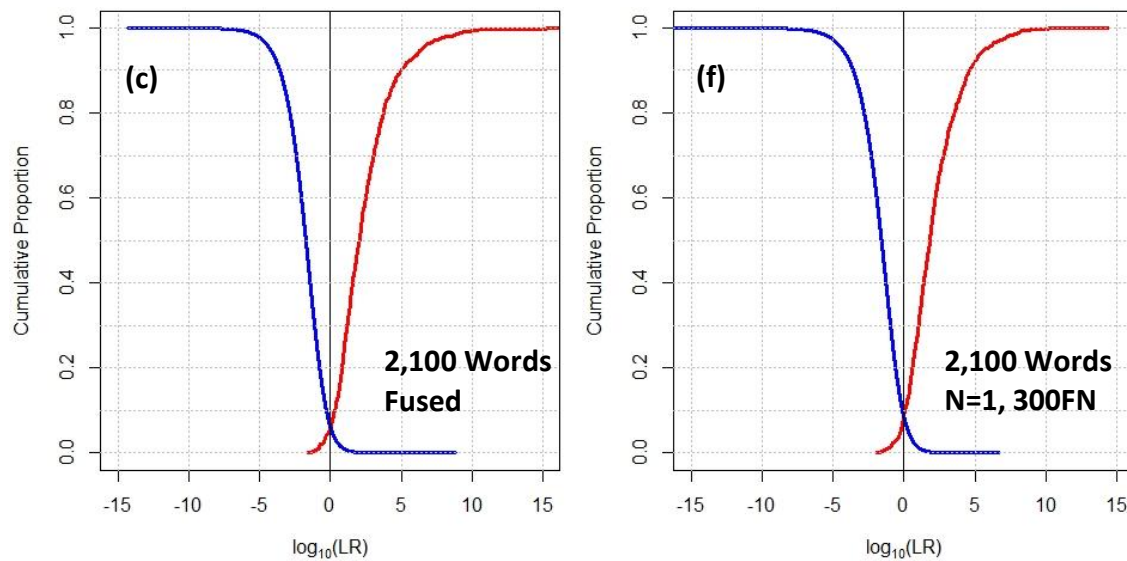 (c)
Cumulative Proportion
1.0
0.8
0.6
0.4
0.2
0.0
2,100 Words
Fused
-15 -10 -5 0 5 10 15
log10(LR)
(f)
Cumulative Proportion
1.0
0.8
0.6
0.4
0.2
0.0
2,100 Words
N=1, 300FN
-15 -10 -5 0 5 10 15
log10(LR)